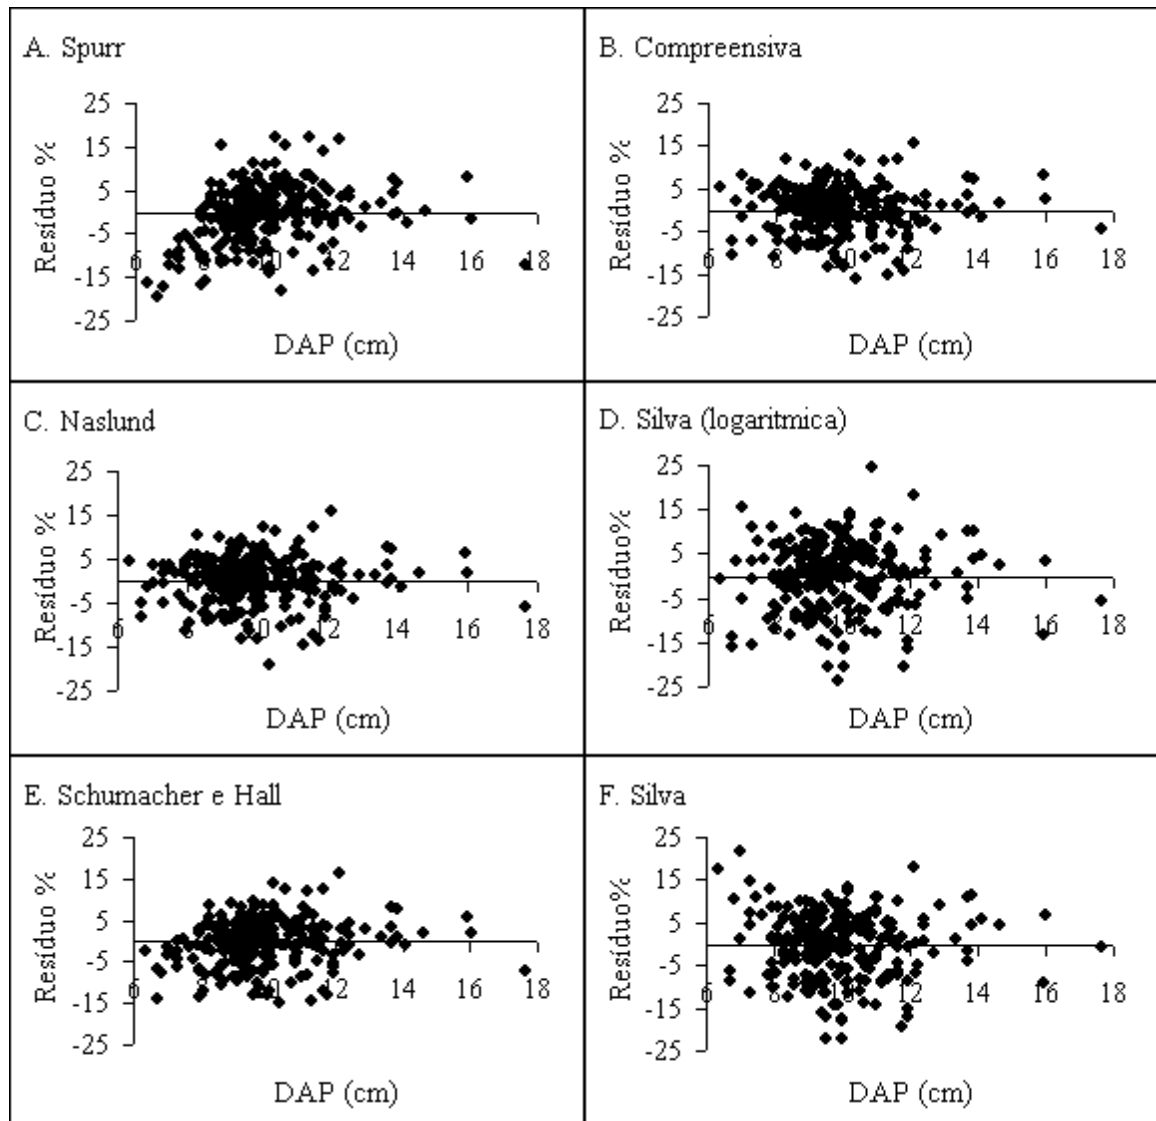 A. Spurr
B. Compreensiva
25
15
5
-5
-15
-25
Resíduo %
6 8 10 12 14 16 18
DAP (cm)
25
15
5
-5
-15
-25
Resíduo %
6 8 10 12 14 16 18
DAP (cm)
C. Naslund
D. Silva (logaritmica)
25
15
5
-5
-15
-25
Resíduo %
6 8 10 12 14 16 18
DAP (cm)
25
15
5
-5
-15
-25
Resíduo%
6 8 10 12 14 16 18
DAP (cm)
E. Schumacher e Hall
F. Silva
25
15
5
-5
-15
-25
Resíduo %
6 8 10 12 14 16 18
DAP (cm)
25
15
5
-5
-15
-25
Resíduo%
6 8 10 12 14 16 18
DAP (cm)